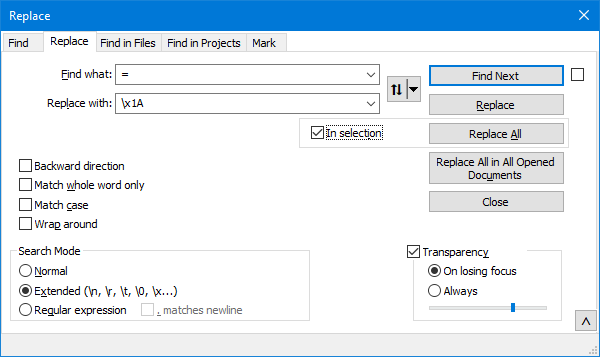 Replace
Find Replace Find in Files Find in Projects Mark
Find what: =
Find Next
Replace with: \x1A
Replace
In selection
Replace All
Backward direction
Replace All in All Opened
Documents
Match whole word only
Match case
Close
Wrap around
Search Mode
Transparency
Normal
On losing focus
Extended (\n, \r, \t, \0, \x...)
Always
Regular expression
. matches newline